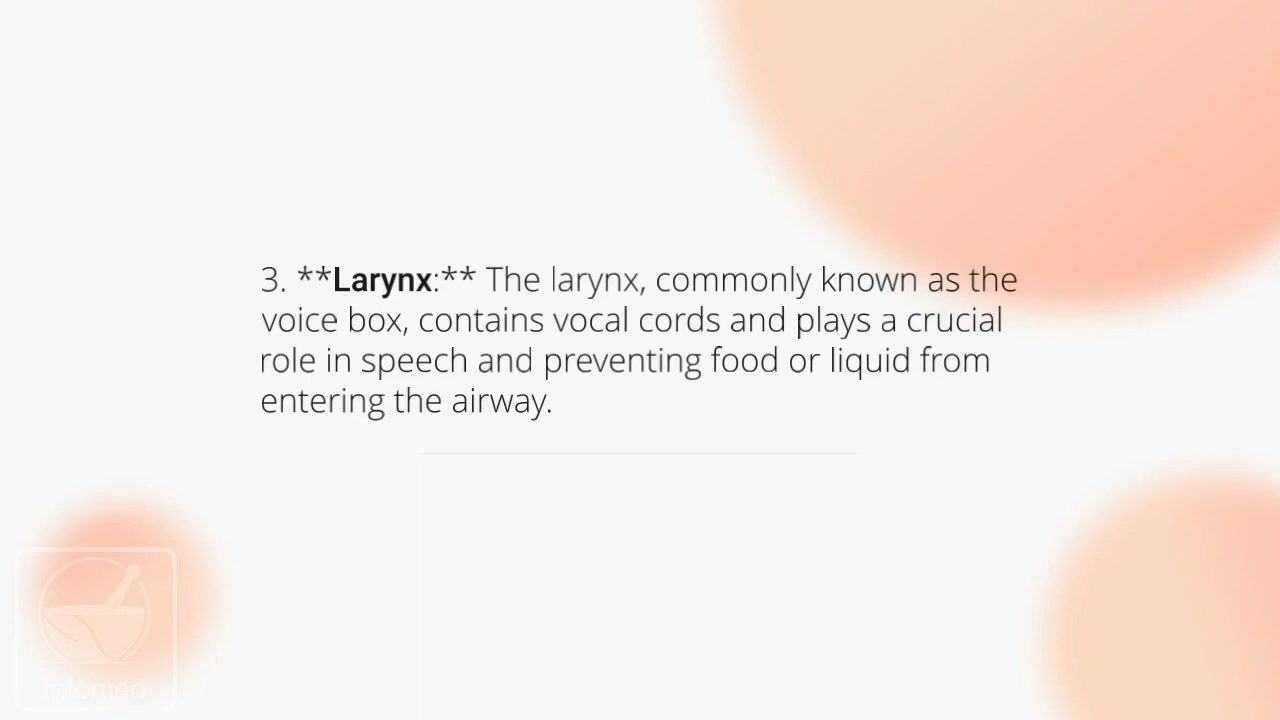 3. **Larynx:** The larynx, commonly known as the
voice box, contains vocal cords and plays a crucial
role in speech and preventing food or liquid from
entering the airway.
Infomed